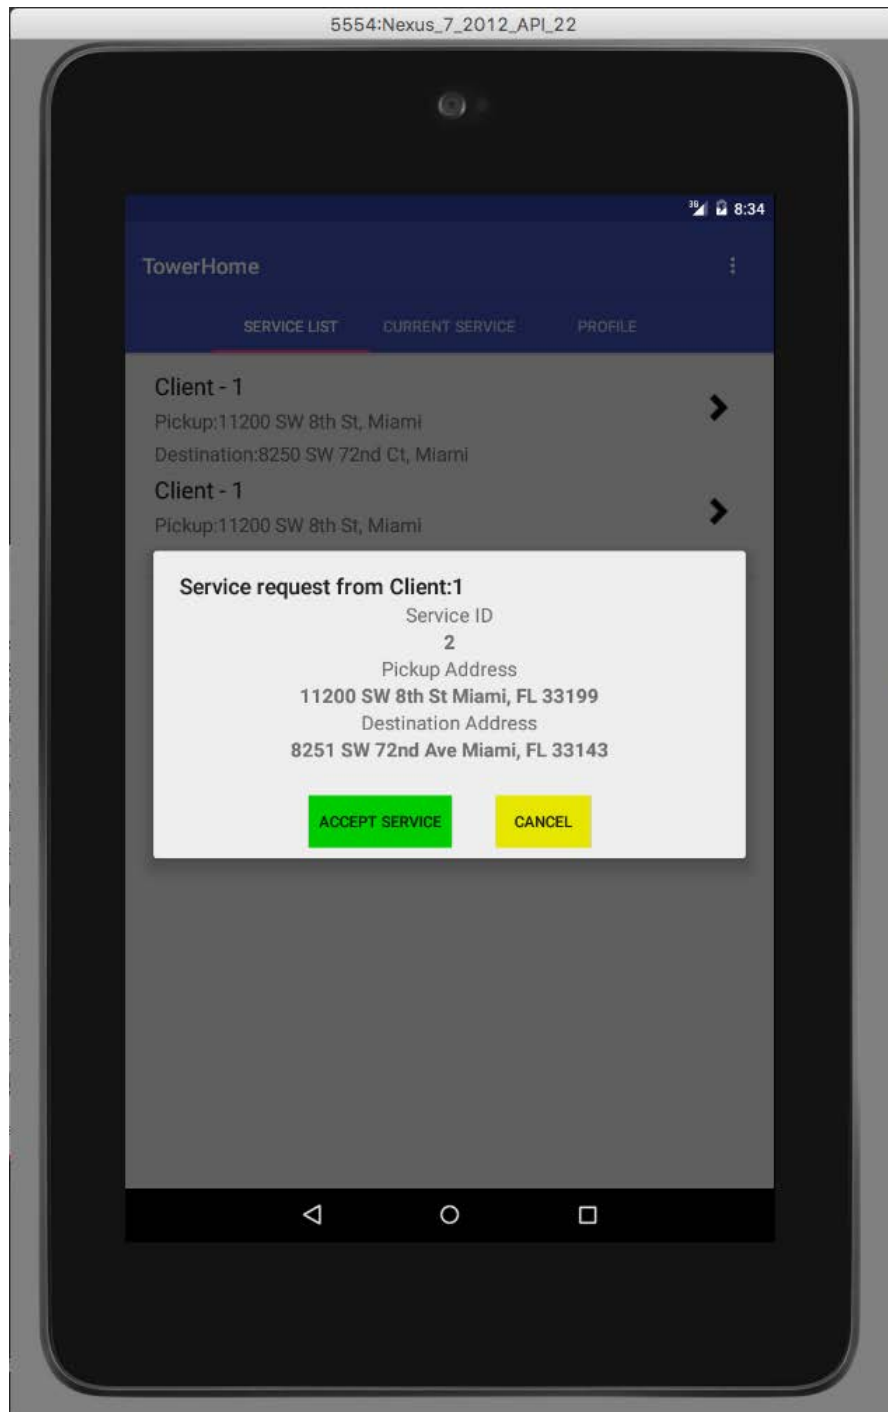 5554:Nexus_7_2012_API_22
3G 8:34
TowerHome
SERVICE LIST CURRENT SERVICE PROFILE
Client - 1
Pickup:11200 SW 8th St, Miami
Destination:8250 SW 72nd Ct, Miami
Client - 1
Pickup:11200 SW 8th St, Miami
Service request from Client:1
Service ID
2
Pickup Address
11200 SW 8th St Miami, FL 33199
Destination Address
8251 SW 72nd Ave Miami, FL 33143
ACCEPT SERVICE CANCEL